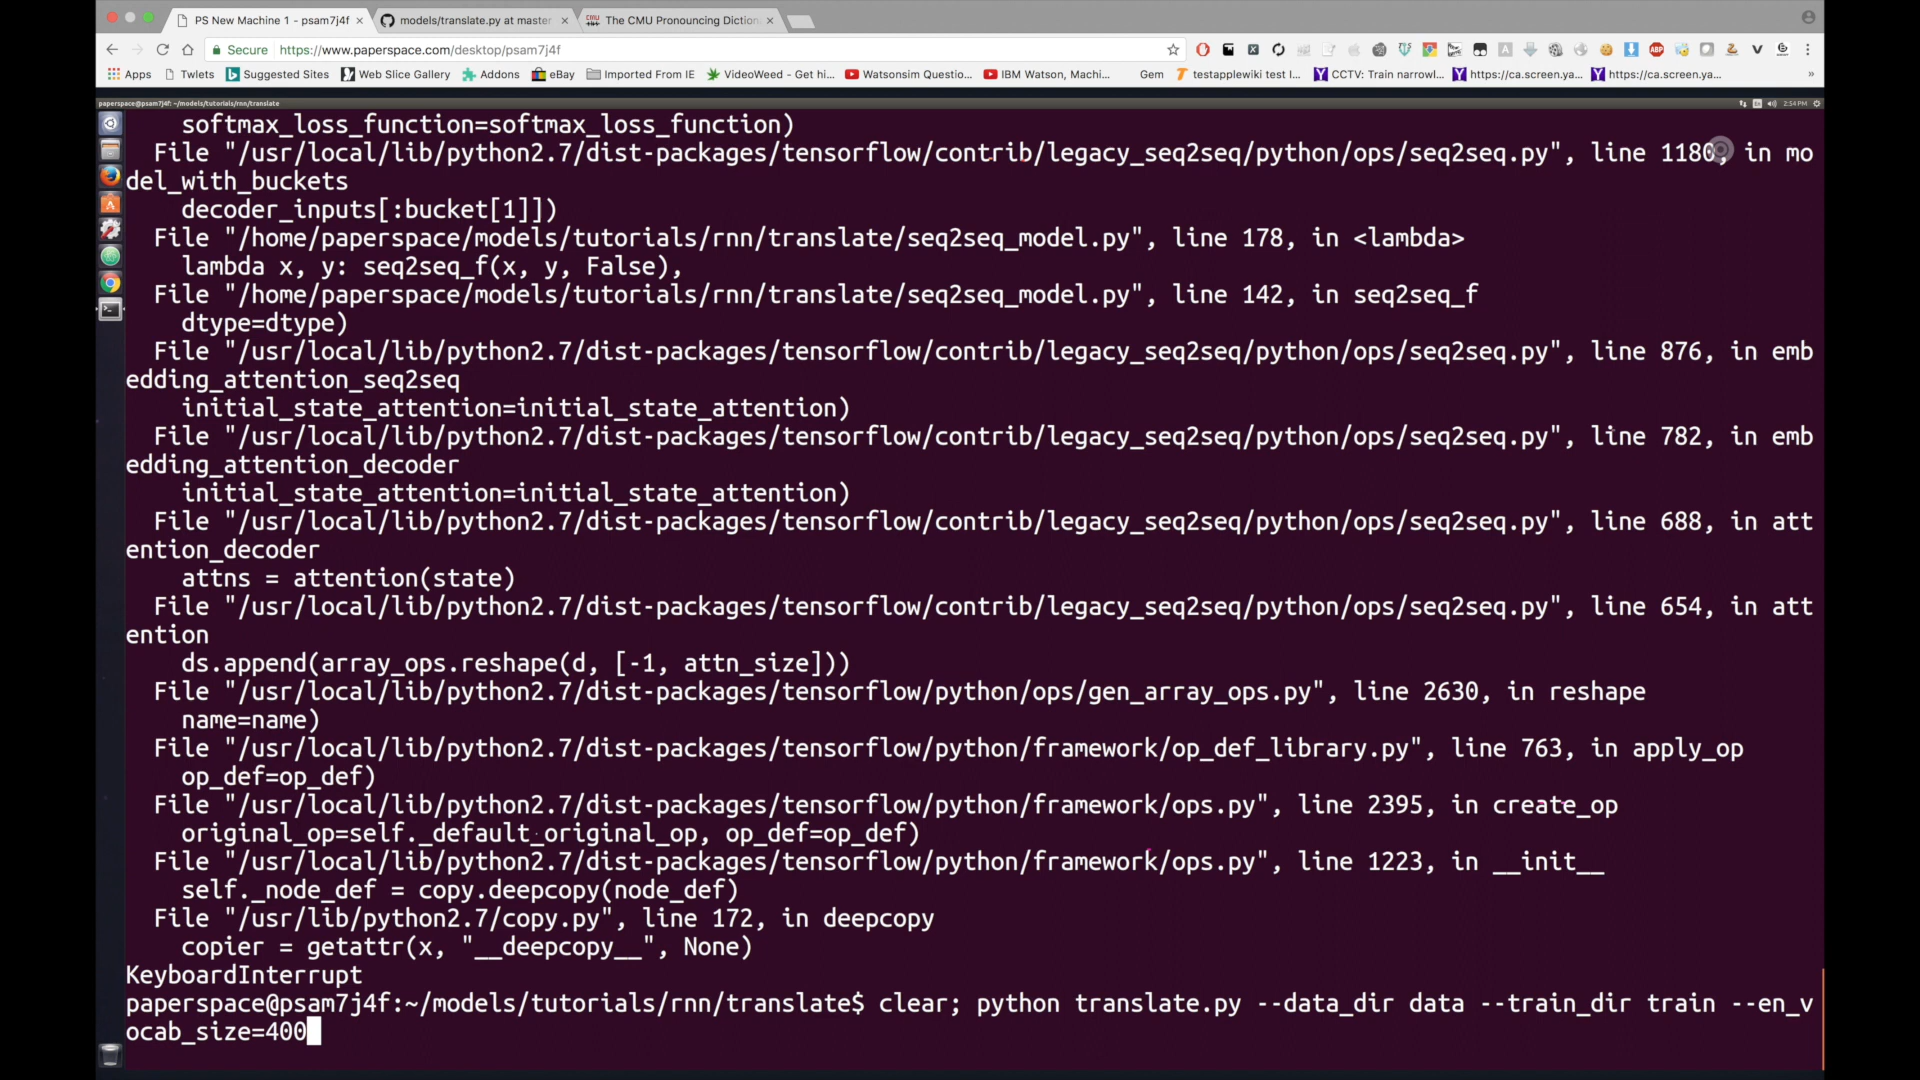 PS New Machine 1 - psam7j4f
models/translate.py at master
The CMU Pronouncing Diction
Secure https://www.paperspace.com/desktop/psam7j4f
Apps Twlets Suggested Sites Web Slice Gallery Addons eBay Imported From IE VideoWeed - Get hi... Watsonsim Questio... IBM Watson, Machi... Gem testapplewiki test I... CCTV: Train narrowl... https://ca.screen.ya... https://ca.screen.ya... »
paperspace@psam7j4f: ~/models/tutorials/rnn/translate
2:54 PM
softmax_loss_function=softmax_loss_function)
File "/usr/local/lib/python2.7/dist-packages/tensorflow/contrib/legacy_seq2seq/python/ops/seq2seq.py", line 1180, in mo
del_with_buckets
decoder_inputs[:bucket[1]])
File "/home/paperspace/models/tutorials/rnn/translate/seq2seq_model.py", line 178, in <lambda>
lambda x, y: seq2seq_f(x, y, False),
File "/home/paperspace/models/tutorials/rnn/translate/seq2seq_model.py", line 142, in seq2seq_f
dtype=dtype)
File "/usr/local/lib/python2.7/dist-packages/tensorflow/contrib/legacy_seq2seq/python/ops/seq2seq.py", line 876, in emb
edding_attention_seq2seq
initial_state_attention=initial_state_attention)
File "/usr/local/lib/python2.7/dist-packages/tensorflow/contrib/legacy_seq2seq/python/ops/seq2seq.py", line 782, in emb
edding_attention_decoder
initial_state_attention=initial_state_attention)
File "/usr/local/lib/python2.7/dist-packages/tensorflow/contrib/legacy_seq2seq/python/ops/seq2seq.py", line 688, in att
ention_decoder
attns = attention(state)
File "/usr/local/lib/python2.7/dist-packages/tensorflow/contrib/legacy_seq2seq/python/ops/seq2seq.py", line 654, in att
ention
ds.append(array_ops.reshape(d, [-1, attn_size]))
File "/usr/local/lib/python2.7/dist-packages/tensorflow/python/ops/gen_array_ops.py", line 2630, in reshape
name=name)
File "/usr/local/lib/python2.7/dist-packages/tensorflow/python/framework/op_def_library.py", line 763, in apply_op
op_def=op_def)
File "/usr/local/lib/python2.7/dist-packages/tensorflow/python/framework/ops.py", line 2395, in create_op
original_op=self._default_original_op, op_def=op_def)
File "/usr/local/lib/python2.7/dist-packages/tensorflow/python/framework/ops.py", line 1223, in __init__
self._node_def = copy.deepcopy(node_def)
File "/usr/lib/python2.7/copy.py", line 172, in deepcopy
copier = getattr(x, "__deepcopy__", None)
KeyboardInterrupt
paperspace@psam7j4f:~/models/tutorials/rnn/translate$ clear; python translate.py --data_dir data --train_dir train --en_v
ocab_size=400